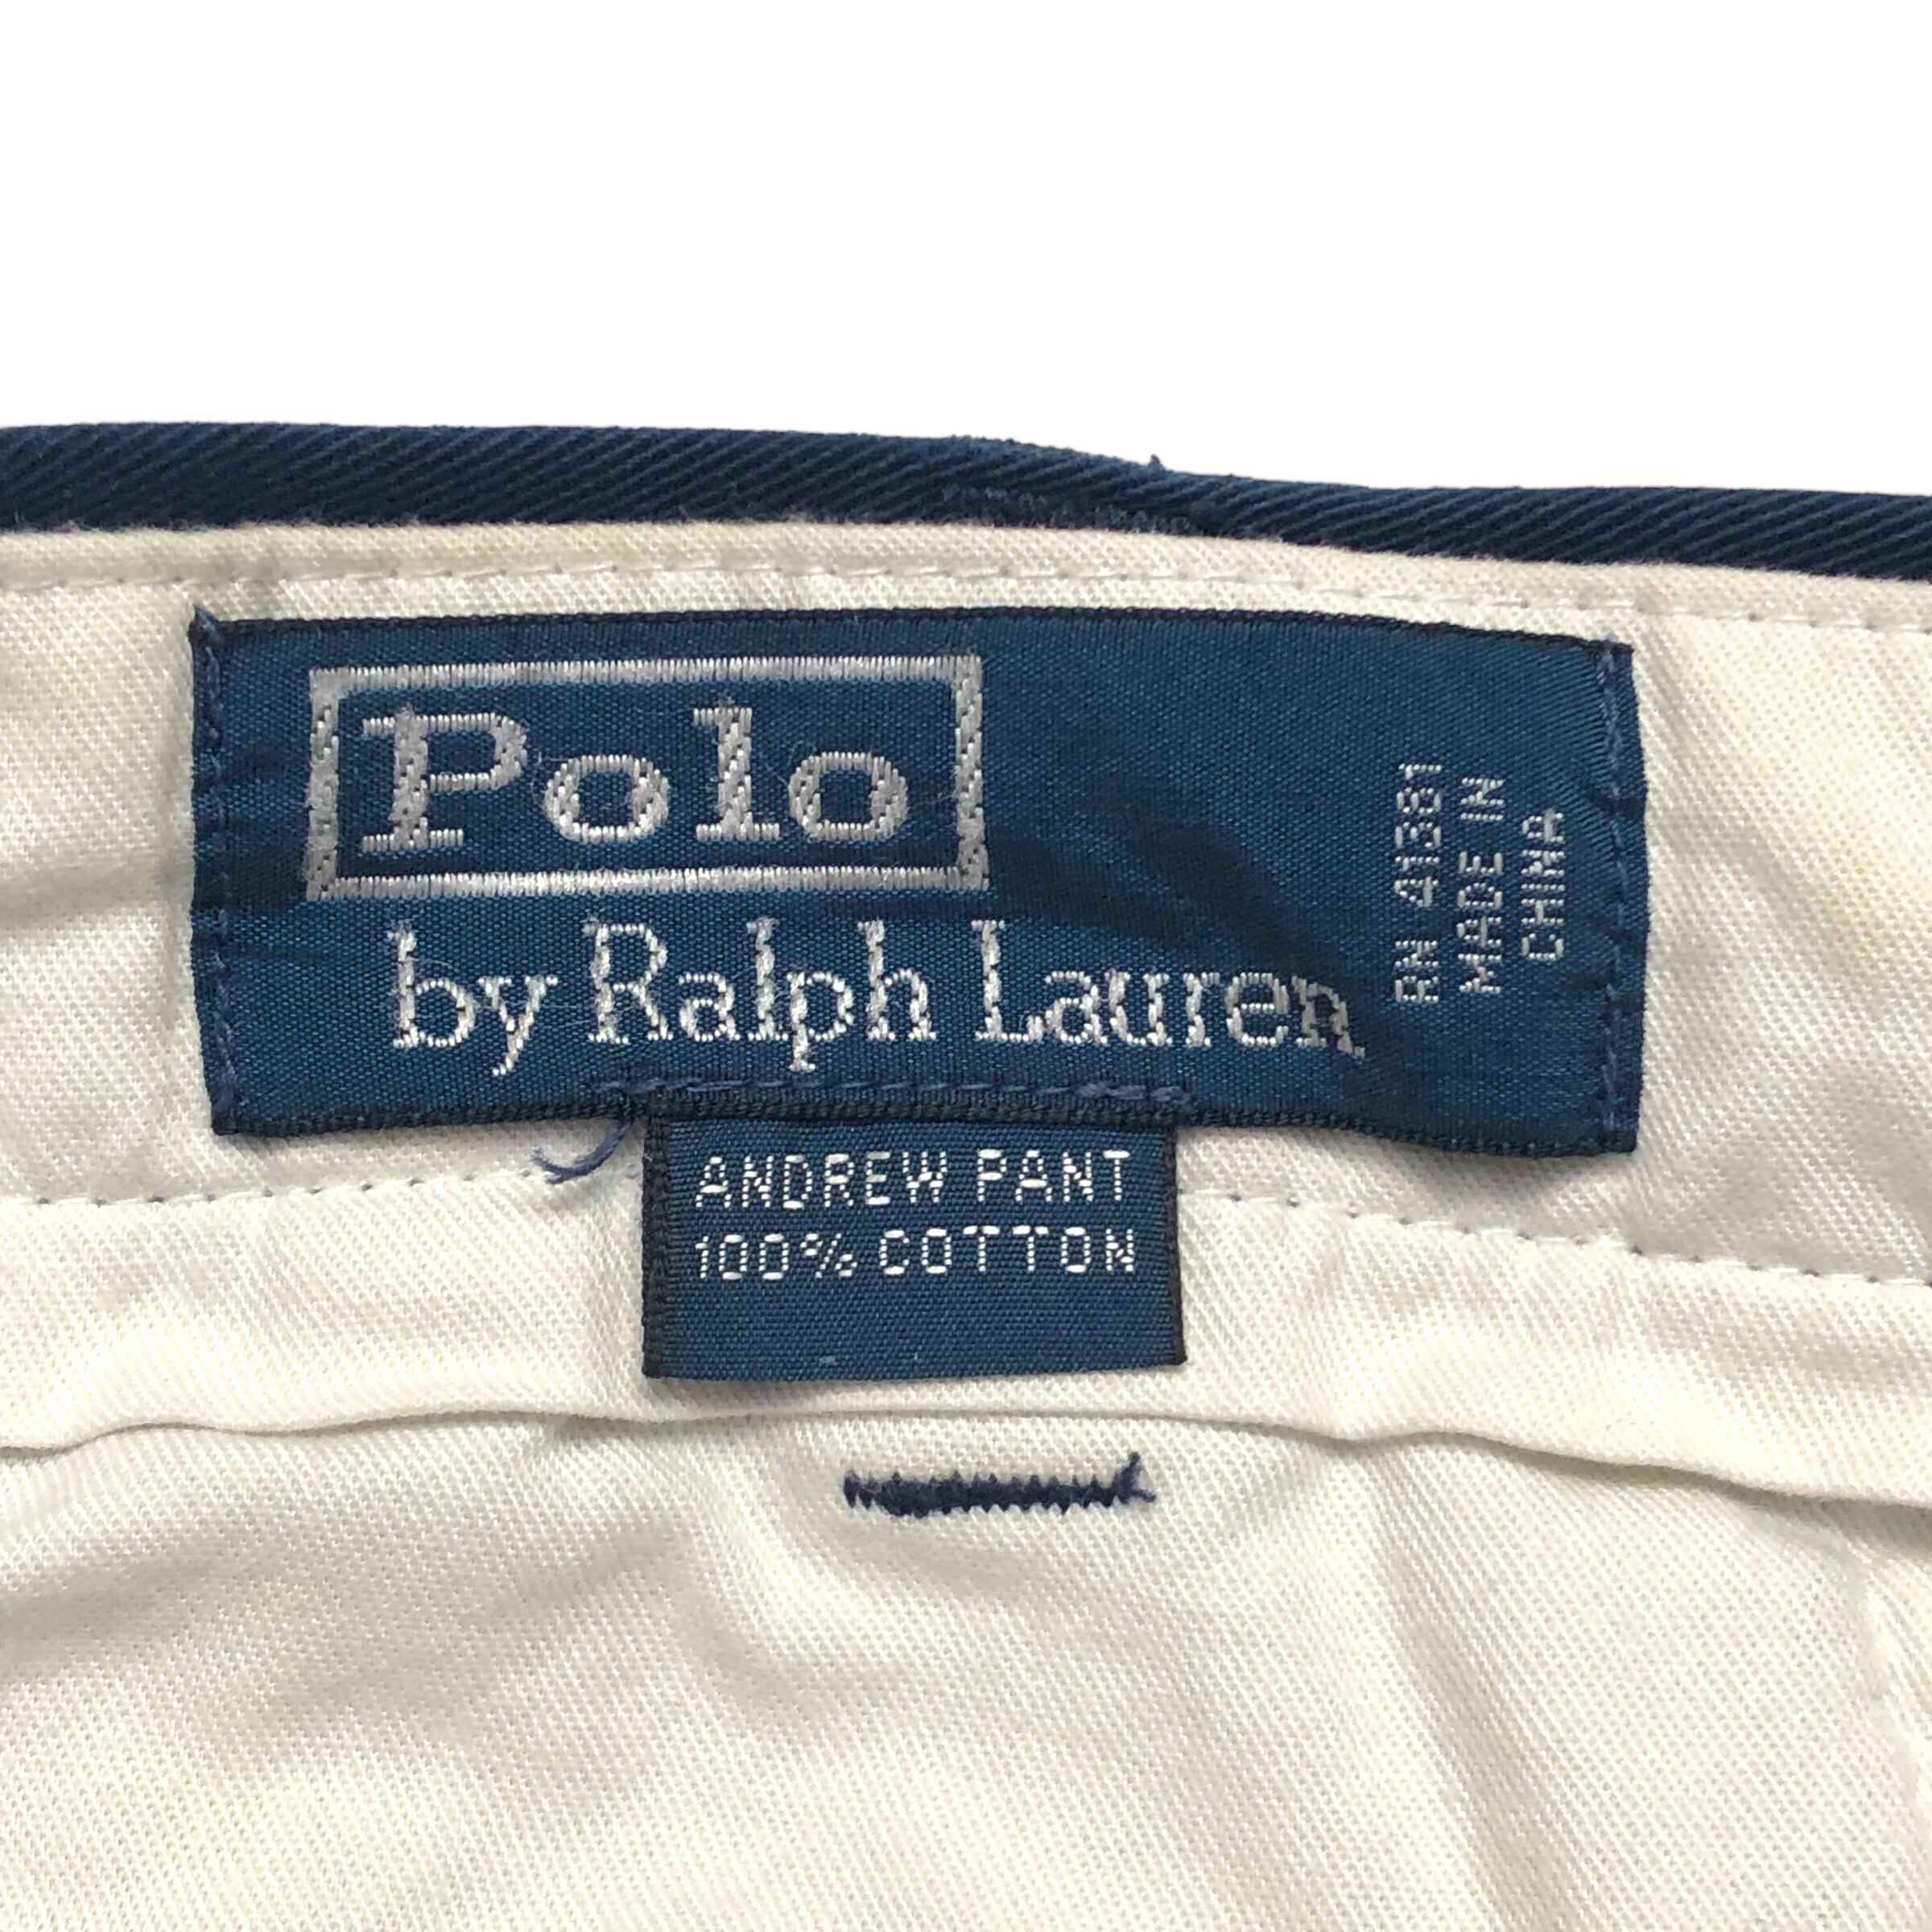 Polo
by Ralph Lauren
RN 41381
MADE IN
CHINA
ANDREW PANT
100% COTTON